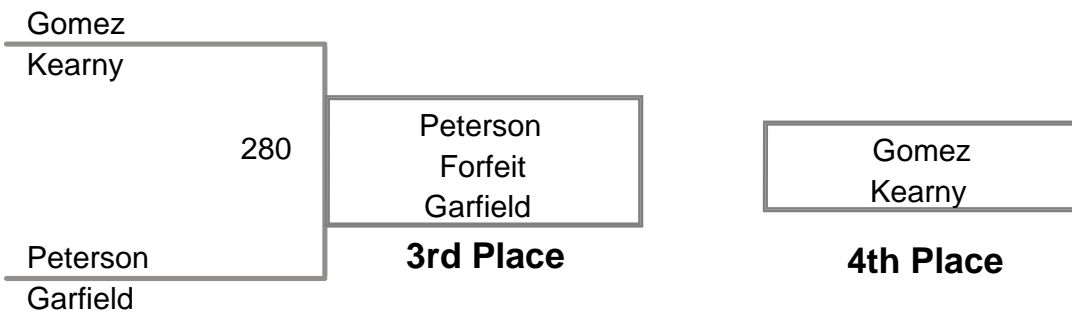 Gomez
Kearny
280
Peterson
Forfeit
Garfield
3rd Place
Gomez
Kearny
4th Place
Peterson
Garfield